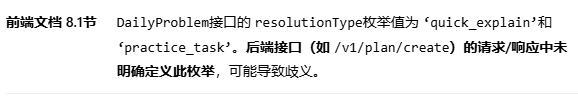 前端文档 8.1节 DailyProblem接口的 resolutionType枚举值为 ‘quick_explain’和
‘practice_task’。后端接口（如 /v1/plan/create）的请求/响应中未
明确定义此枚举，可能导致歧义。